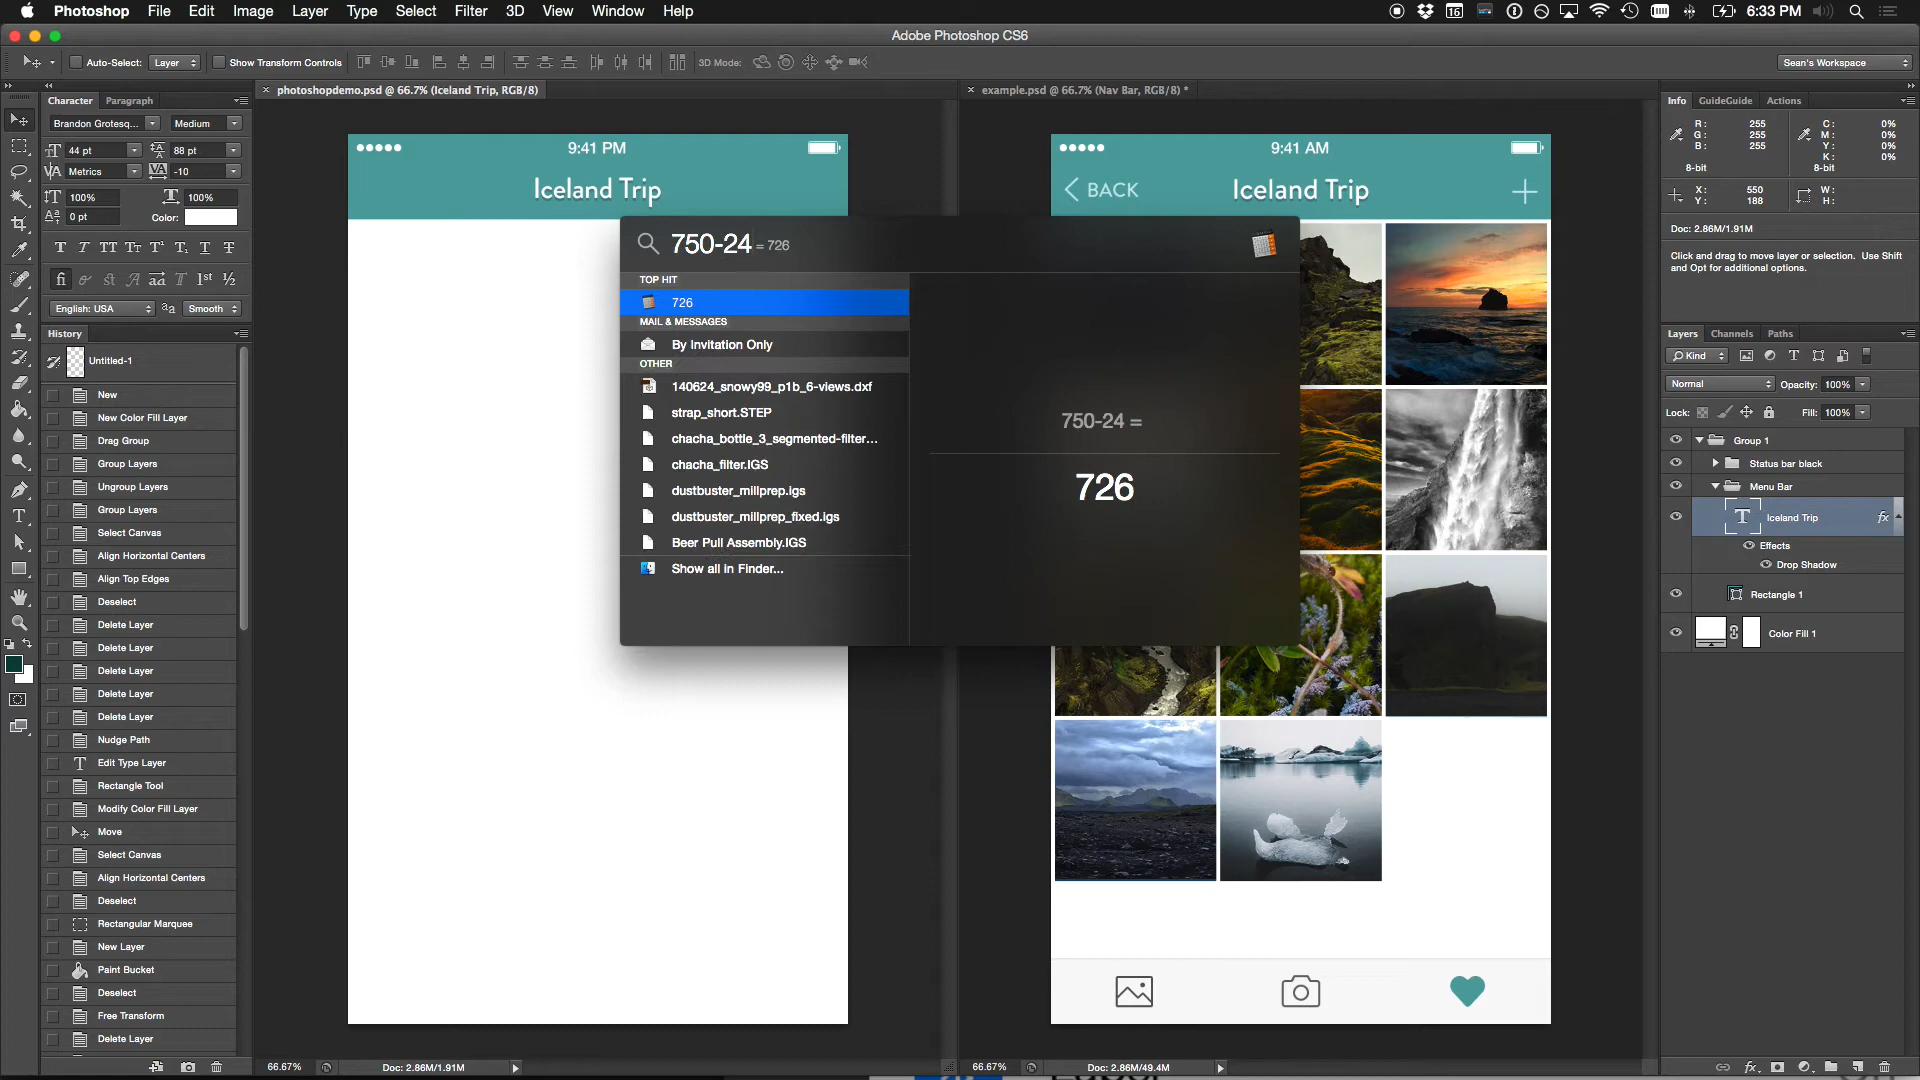 Photoshop File Edit Image Layer Type Select Filter 3D View Window Help
16 6:33 PM
Adobe Photoshop CS6
Auto-Select: Layer Show Transform Controls 3D Mode: Sean's Workspace
Character Paragraph
photoshopdemo.psd @ 66.7% (Iceland Trip, RGB/8)
example.psd @ 66.7% (Nav Bar, RGB/8) *
Info GuideGuide Actions
Brandon Grotesq... Medium
44 pt 88 pt
Metrics -10
100% 100%
0 pt Color:
English: USA Smooth
History
Untitled-1
New
New Color Fill Layer
Drag Group
Group Layers
Ungroup Layers
Group Layers
Select Canvas
Align Horizontal Centers
Align Top Edges
Deselect
Delete Layer
Delete Layer
Delete Layer
Delete Layer
Delete Layer
Nudge Path
Edit Type Layer
Rectangle Tool
Modify Color Fill Layer
Move
Select Canvas
Align Horizontal Centers
Deselect
Rectangular Marquee
New Layer
Paint Bucket
Deselect
Free Transform
Delete Layer
9:41 PM
Iceland Trip
9:41 AM
BACK Iceland Trip
750-24 = 726
TOP HIT
726
MAIL & MESSAGES
By Invitation Only
OTHER
140624_snowy99_p1b_6-views.dxf
strap_short.STEP
chacha_bottle_3_segmented-filter...
chacha_filter.IGS
dustbuster_millprep.igs
dustbuster_millprep_fixed.igs
Beer Pull Assembly.IGS
Show all in Finder...
750-24 =
726
R: 255 C: 0%
G: 255 M: 0%
B: 255 Y: 0%
K: 0%
8-bit 8-bit
X: 550 W:
Y: 188 H:
Doc: 2.86M/1.91M
Click and drag to move layer or selection. Use Shift
and Opt for additional options.
Layers Channels Paths
Kind
Normal Opacity: 100%
Lock: Fill: 100%
Group 1
Status bar black
Menu Bar
Iceland Trip fx
Effects
Drop Shadow
Rectangle 1
Color Fill 1
66.67% Doc: 2.86M/1.91M
66.67% Doc: 2.86M/49.4M